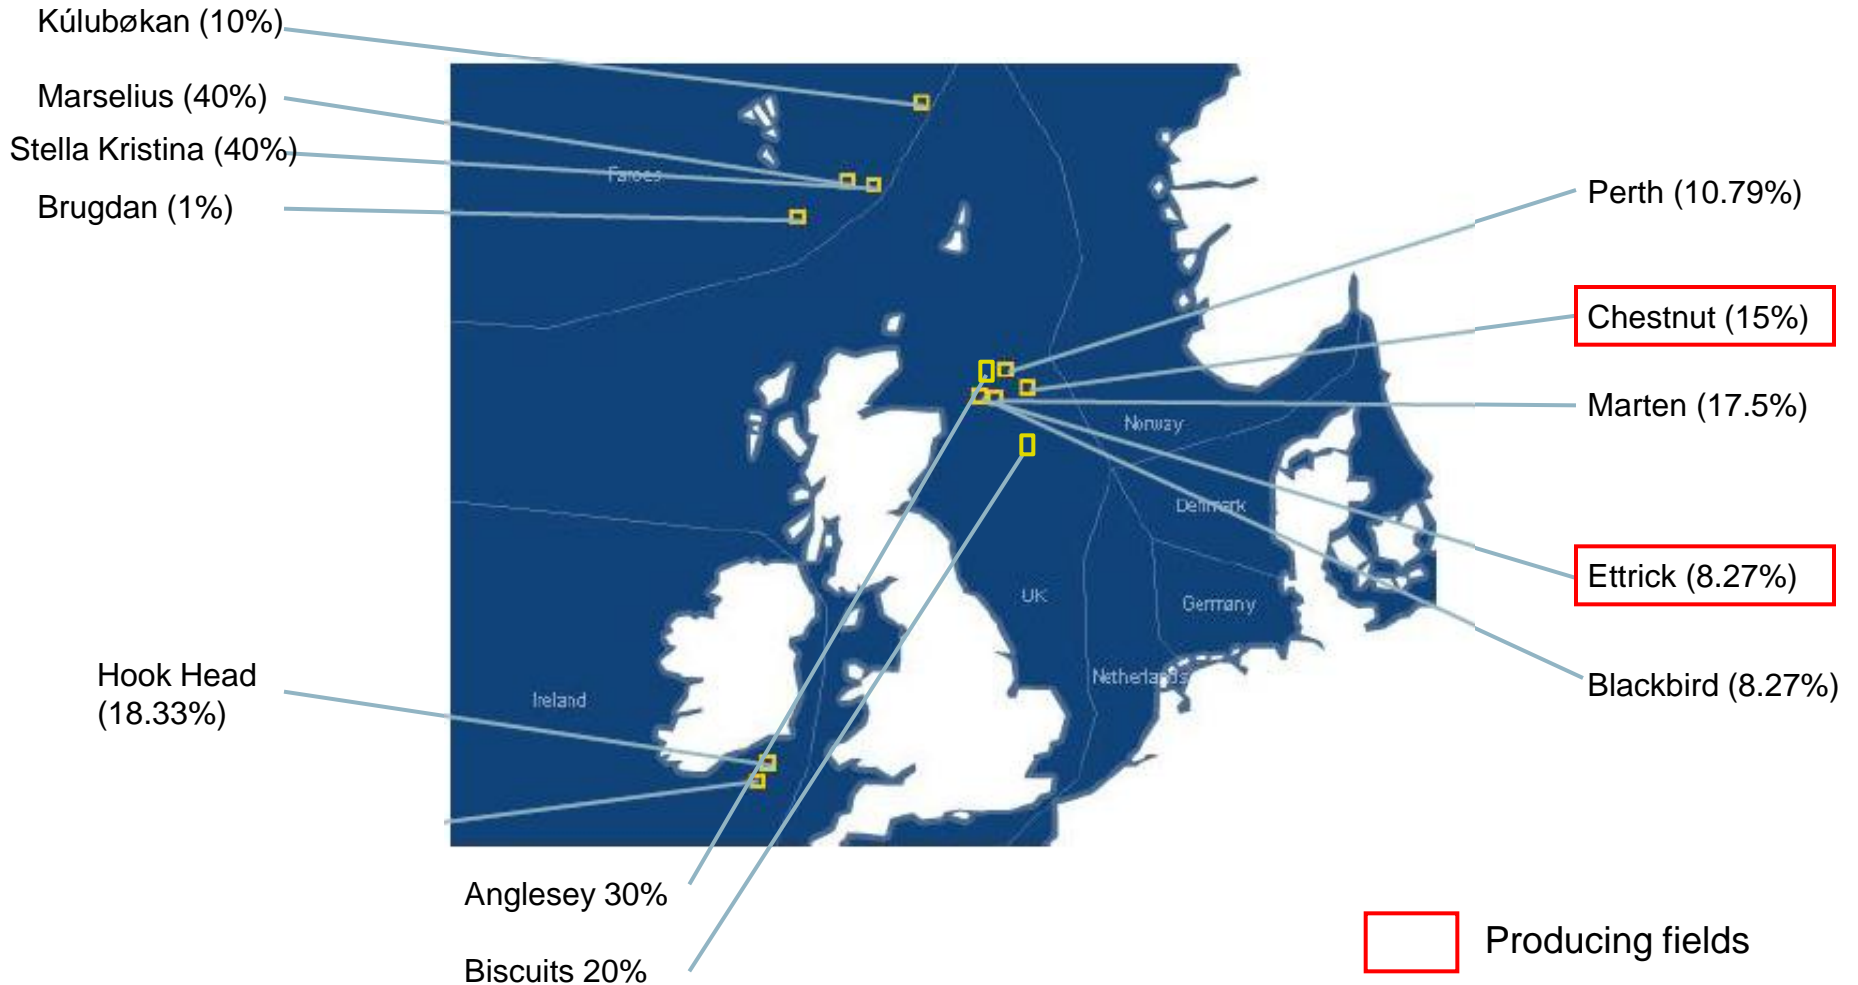 Kúlubøkan (10%)
Marselius (40%)
Stella Kristina (40%)
Brugdan (1%)
Faroes
Perth (10.79%)
Chestnut (15%)
Marten (17.5%)
Norway
Denmark
Ettrick (8.27%)
UK
Germany
Netherlands
Blackbird (8.27%)
Hook Head
(18.33%)
Ireland
Anglesey 30%
Biscuits 20%
Producing fields